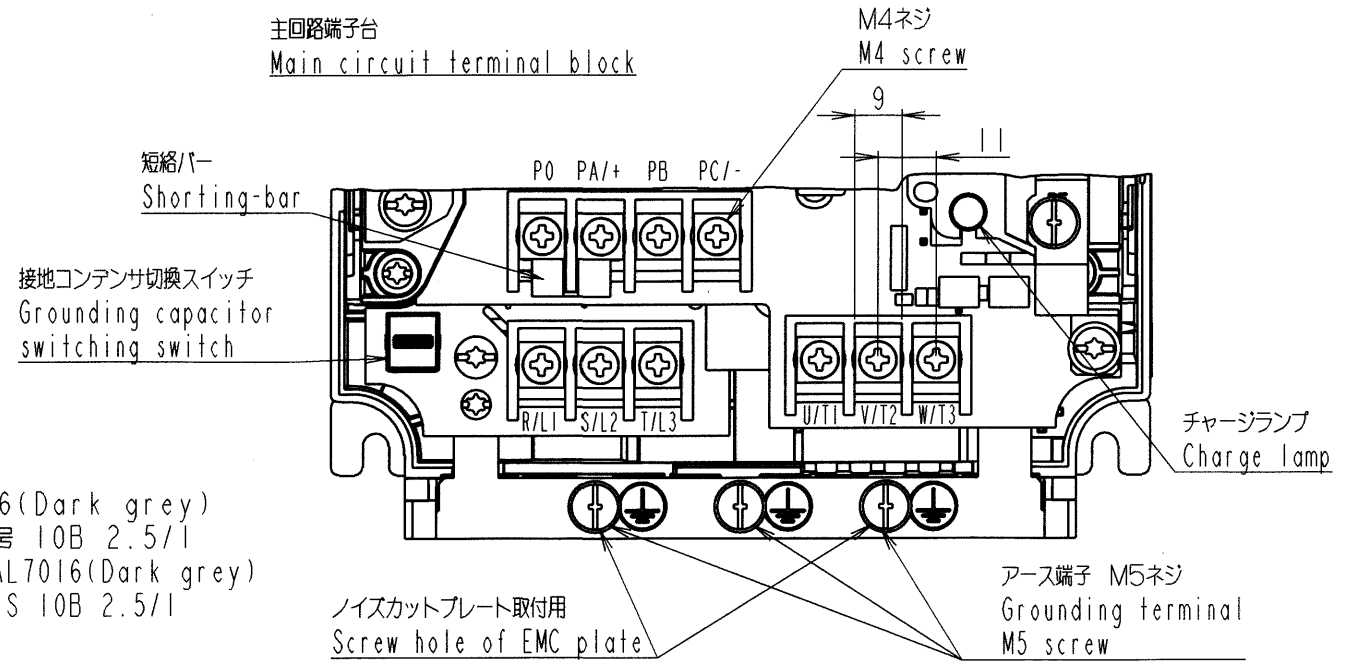 主回路端子台
Main circuit terminal block
M4ネジ
M4 screw
9
11
短絡バー
Shorting-bar
P0 PA/+ PB PC/-
接地コンデンサ切換スイッチ
Grounding capacitor
switching switch
R/L1 S/L2 T/L3
U/T1 V/T2 W/T3
チャージランプ
Charge lamp
6(Dark grey)
号 10B 2.5/1
AL7016(Dark grey)
S 10B 2.5/1
ノイズカットプレート取付用
Screw hole of EMC plate
アース端子 M5ネジ
Grounding terminal
M5 screw